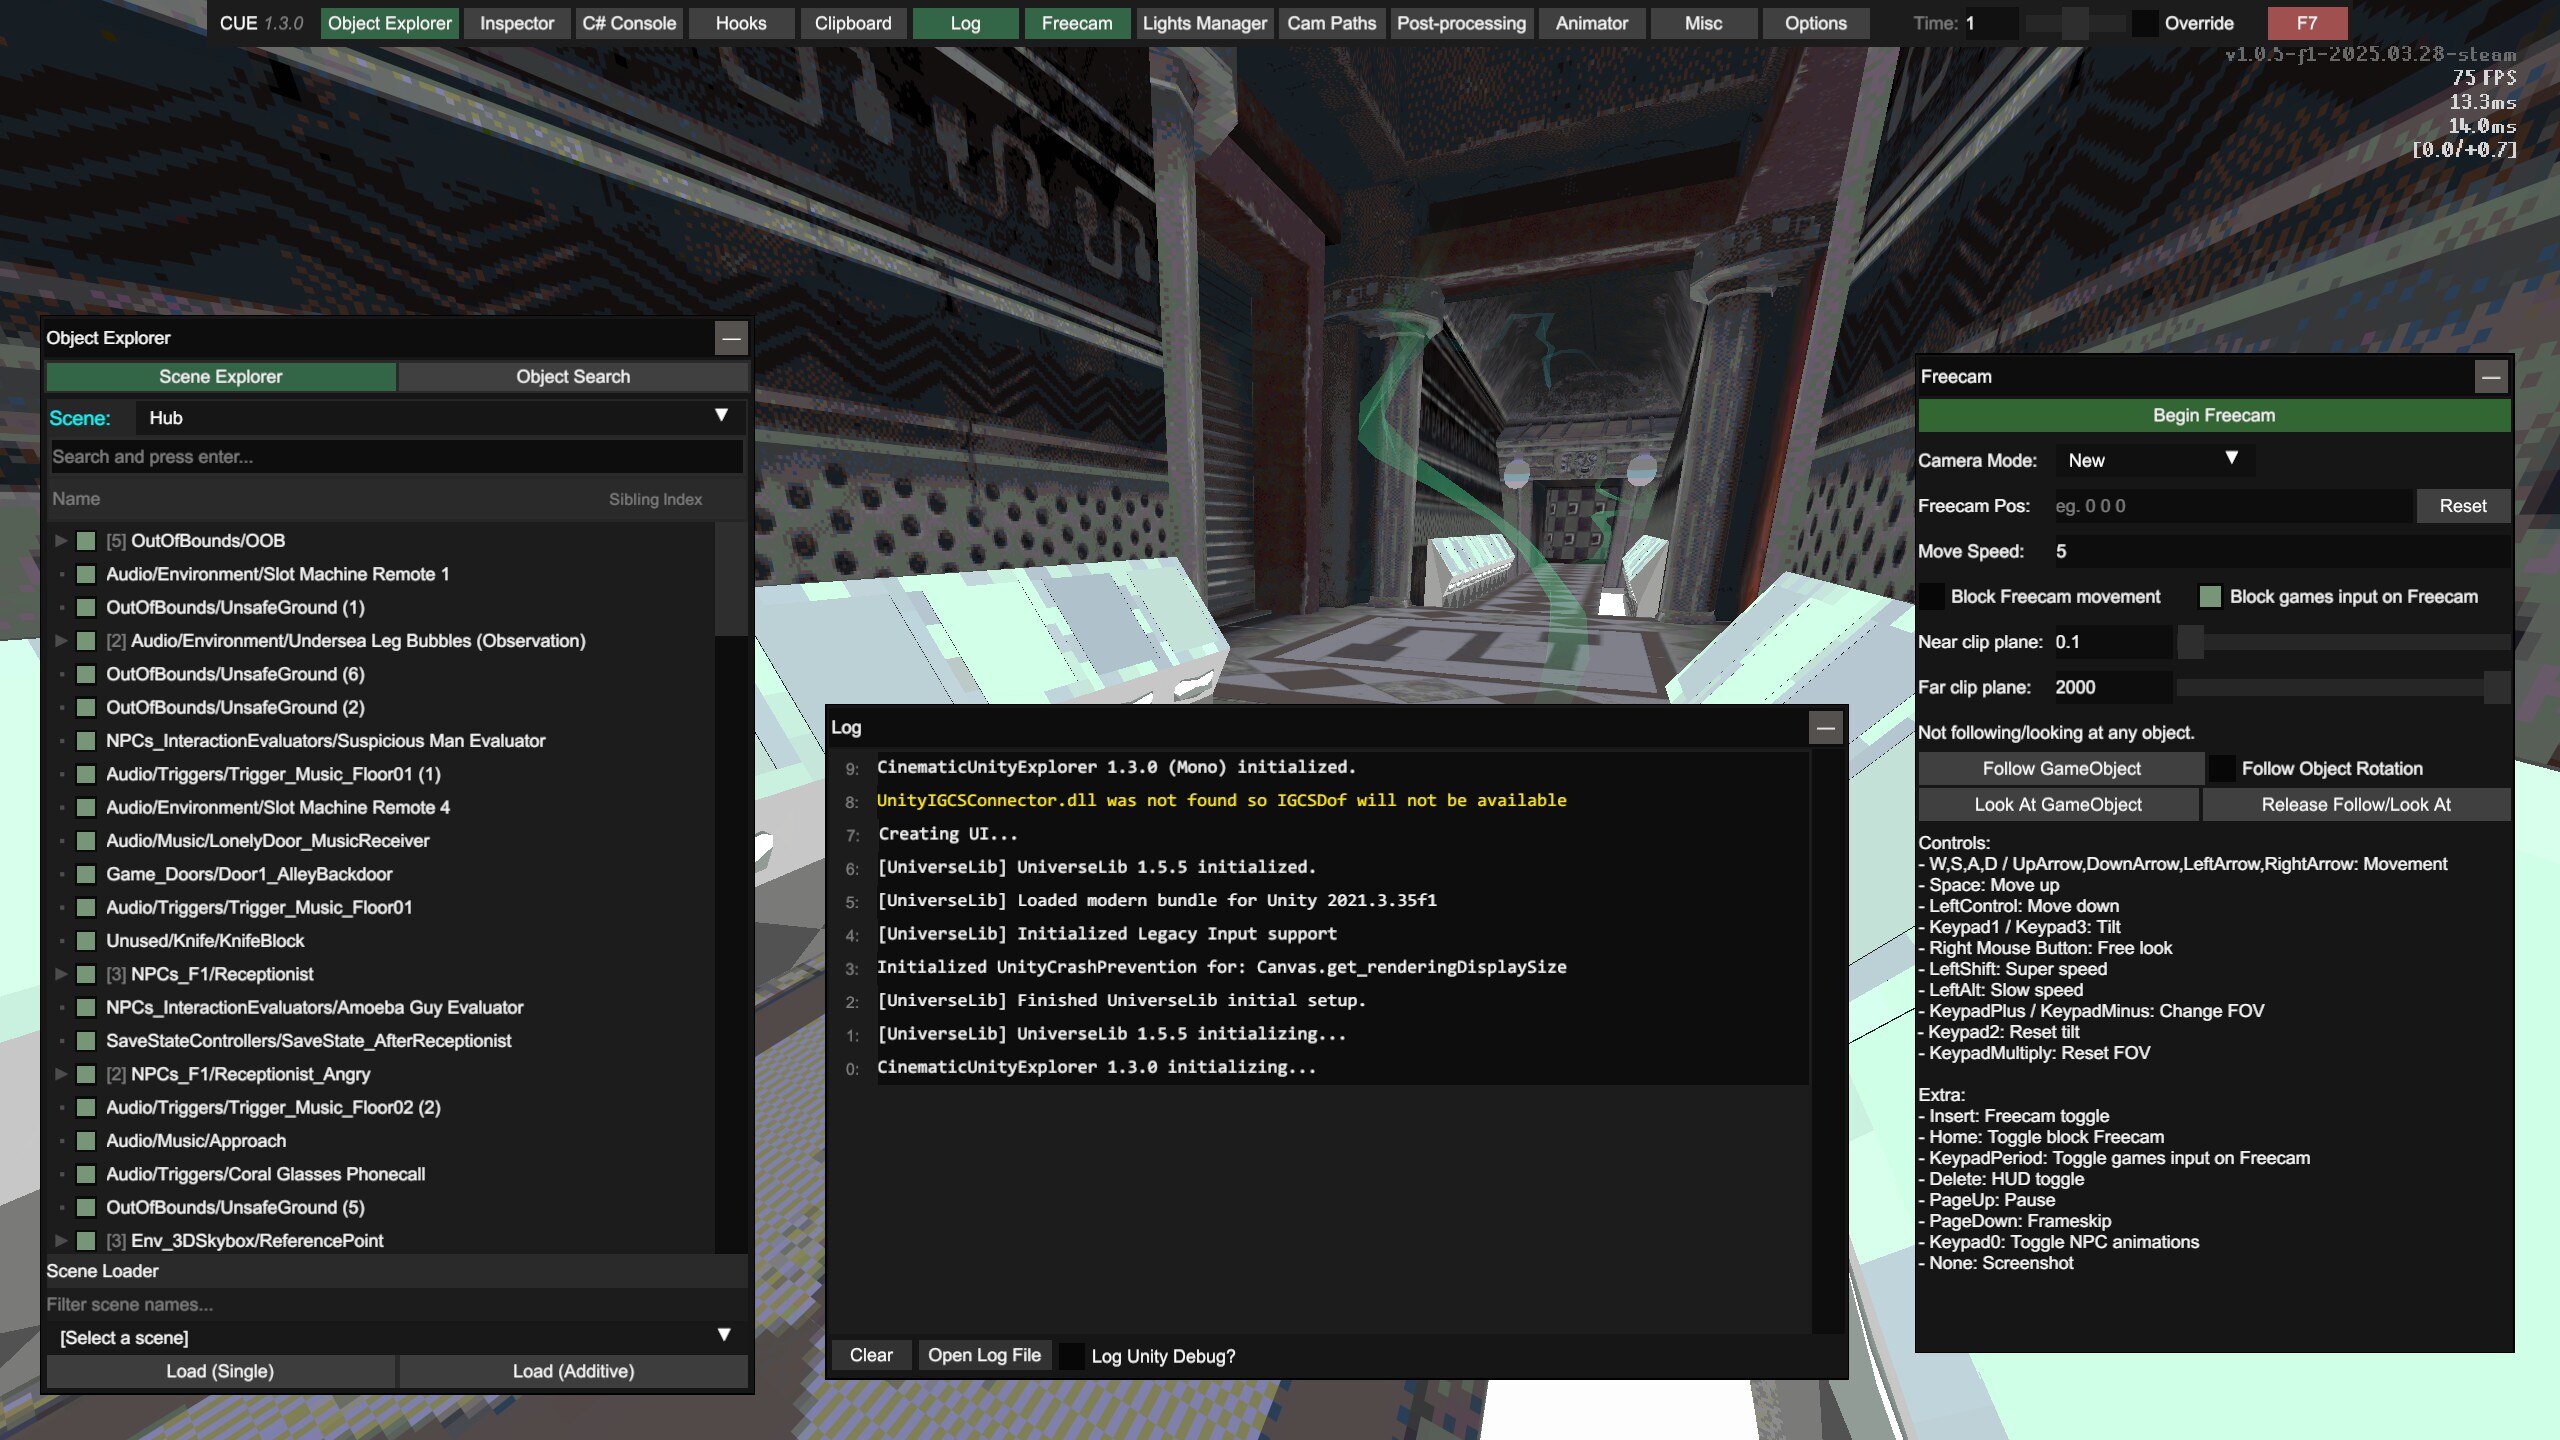 CUE 1.3.0 Object Explorer Inspector C# Console Hooks Clipboard Log Freecam Lights Manager Cam Paths Post-processing Animator Misc Options Time: 1 Override F7
v1.0.5-f1-2025.03.28-steam
75 FPS
13.3ms
14.0ms
[0.0/+0.7]
Object Explorer
Scene Explorer Object Search
Scene: Hub ▼
Search and press enter...
Name Sibling Index
[5] OutOfBounds/OOB
Audio/Environment/Slot Machine Remote 1
OutOfBounds/UnsafeGround (1)
[2] Audio/Environment/Undersea Leg Bubbles (Observation)
OutOfBounds/UnsafeGround (6)
OutOfBounds/UnsafeGround (2)
NPCs_InteractionEvaluators/Suspicious Man Evaluator
Audio/Triggers/Trigger_Music_Floor01 (1)
Audio/Environment/Slot Machine Remote 4
Audio/Music/LonelyDoor_MusicReceiver
Game_Doors/Door1_AlleyBackdoor
Audio/Triggers/Trigger_Music_Floor01
Unused/Knife/KnifeBlock
[3] NPCs_F1/Receptionist
NPCs_InteractionEvaluators/Amoeba Guy Evaluator
SaveStateControllers/SaveState_AfterReceptionist
[2] NPCs_F1/Receptionist_Angry
Audio/Triggers/Trigger_Music_Floor02 (2)
Audio/Music/Approach
Audio/Triggers/Coral Glasses Phonecall
OutOfBounds/UnsafeGround (5)
[3] Env_3DSkybox/ReferencePoint
Scene Loader
Filter scene names...
[Select a scene] ▼
Load (Single) Load (Additive)
Log
9: CinematicUnityExplorer 1.3.0 (Mono) initialized.
8: UnityIGCSConnector.dll was not found so IGCSDof will not be available
7: Creating UI...
6: [UniverseLib] UniverseLib 1.5.5 initialized.
5: [UniverseLib] Loaded modern bundle for Unity 2021.3.35f1
4: [UniverseLib] Initialized Legacy Input support
3: Initialized UnityCrashPrevention for: Canvas.get_renderingDisplaySize
2: [UniverseLib] Finished UniverseLib initial setup.
1: [UniverseLib] UniverseLib 1.5.5 initializing...
0: CinematicUnityExplorer 1.3.0 initializing...
Clear Open Log File Log Unity Debug?
Freecam
Begin Freecam
Camera Mode: New ▼
Freecam Pos: eg. 0 0 0 Reset
Move Speed: 5
Block Freecam movement Block games input on Freecam
Near clip plane: 0.1
Far clip plane: 2000
Not following/looking at any object.
Follow GameObject Follow Object Rotation
Look At GameObject Release Follow/Look At
Controls:
- W,S,A,D / UpArrow,DownArrow,LeftArrow,RightArrow: Movement
- Space: Move up
- LeftControl: Move down
- Keypad1 / Keypad3: Tilt
- Right Mouse Button: Free look
- LeftShift: Super speed
- LeftAlt: Slow speed
- KeypadPlus / KeypadMinus: Change FOV
- Keypad2: Reset tilt
- KeypadMultiply: Reset FOV
Extra:
- Insert: Freecam toggle
- Home: Toggle block Freecam
- KeypadPeriod: Toggle games input on Freecam
- Delete: HUD toggle
- PageUp: Pause
- PageDown: Frameskip
- Keypad0: Toggle NPC animations
- None: Screenshot